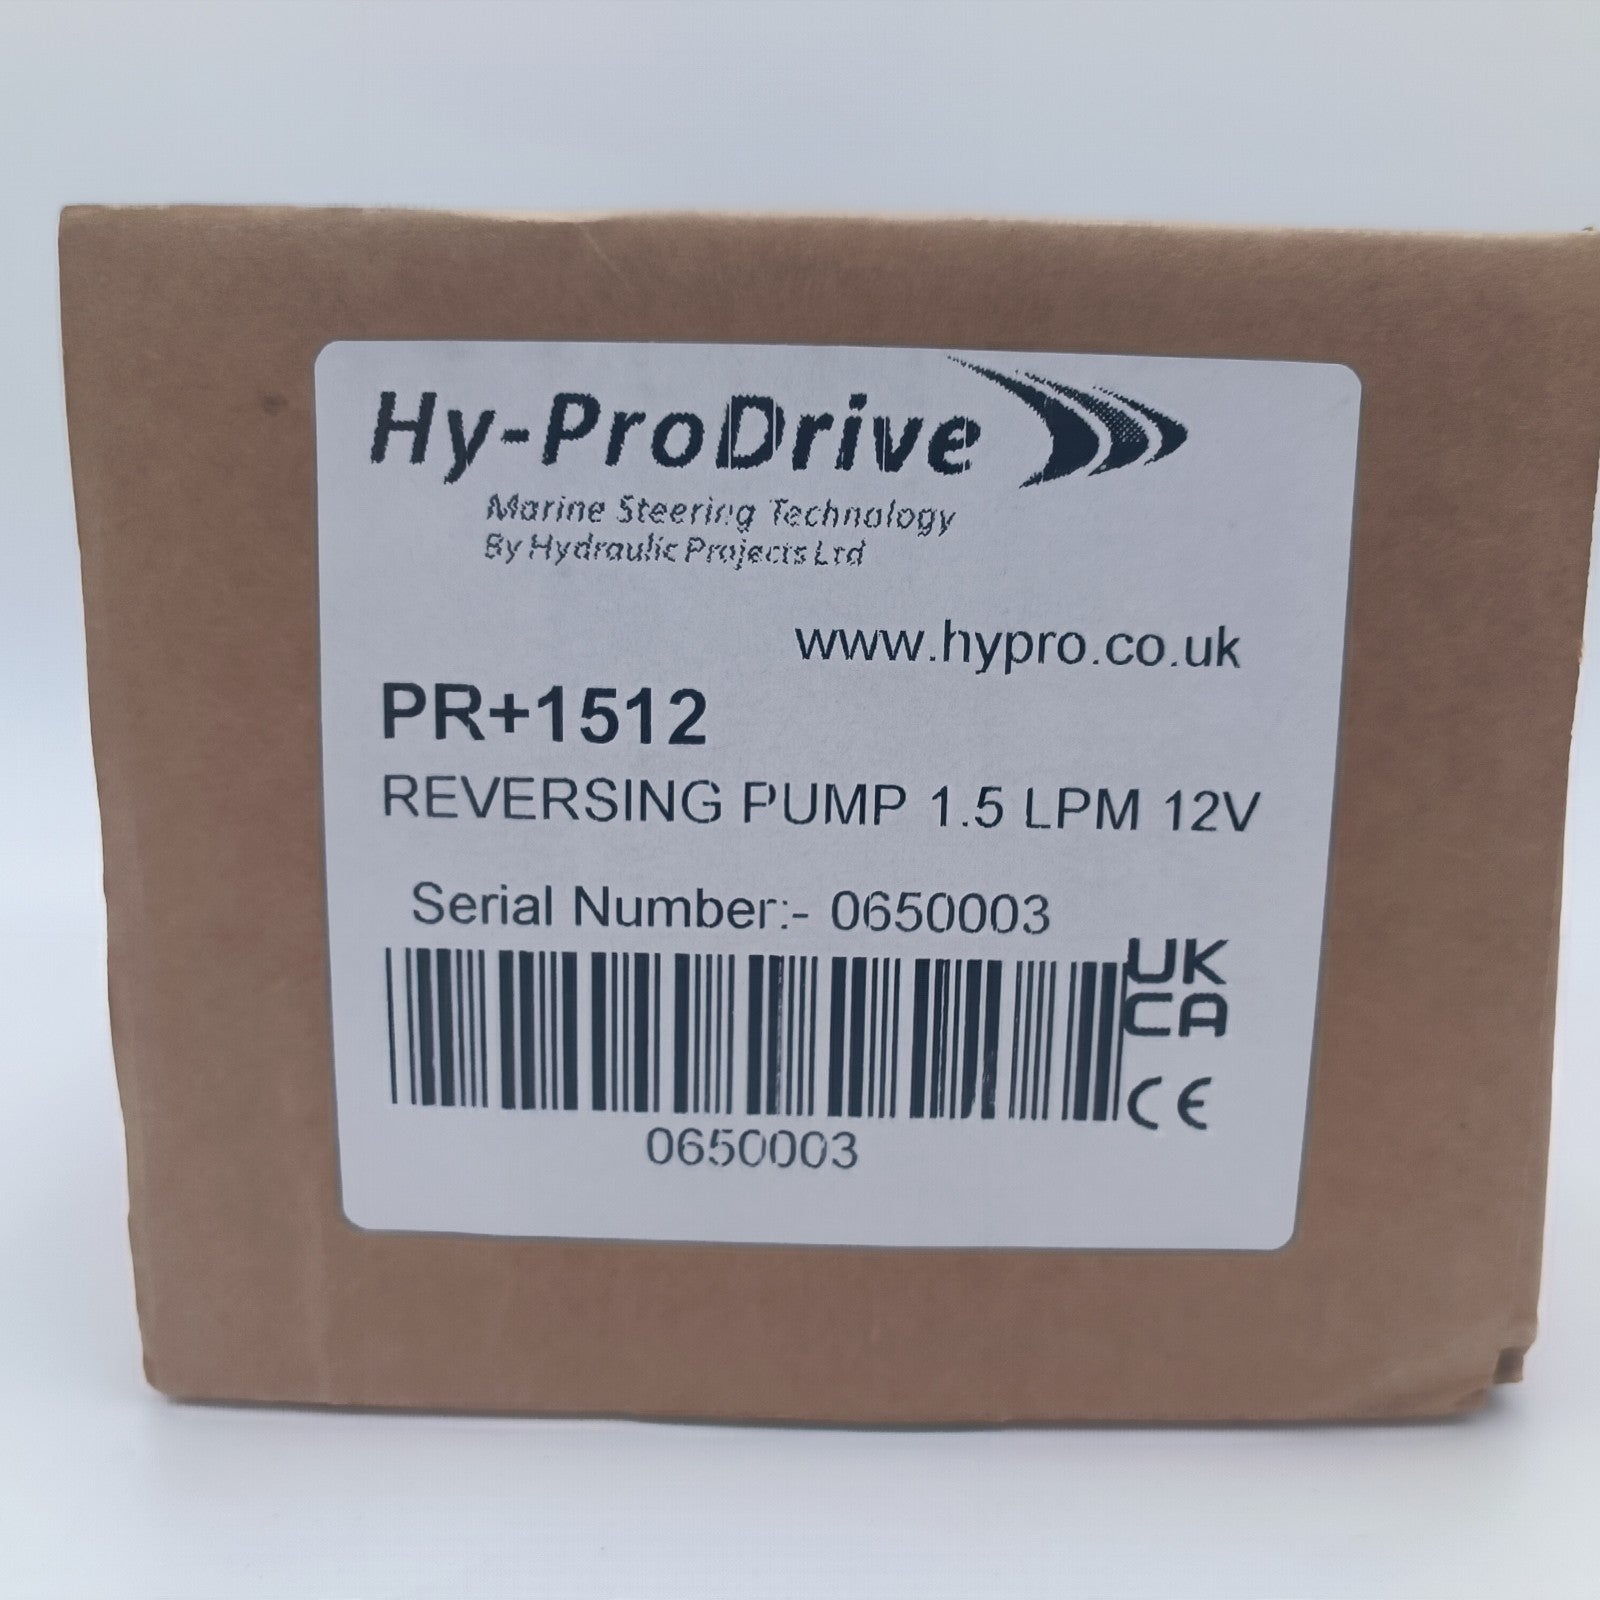 Hy-ProDrive
Marine Steering Technology
By Hydraulic Projects Ltd
www.hypro.co.uk
PR+1512
REVERSING PUMP 1.5 LPM 12V
Serial Number:- 0650003
UK
CA
CE
0650003